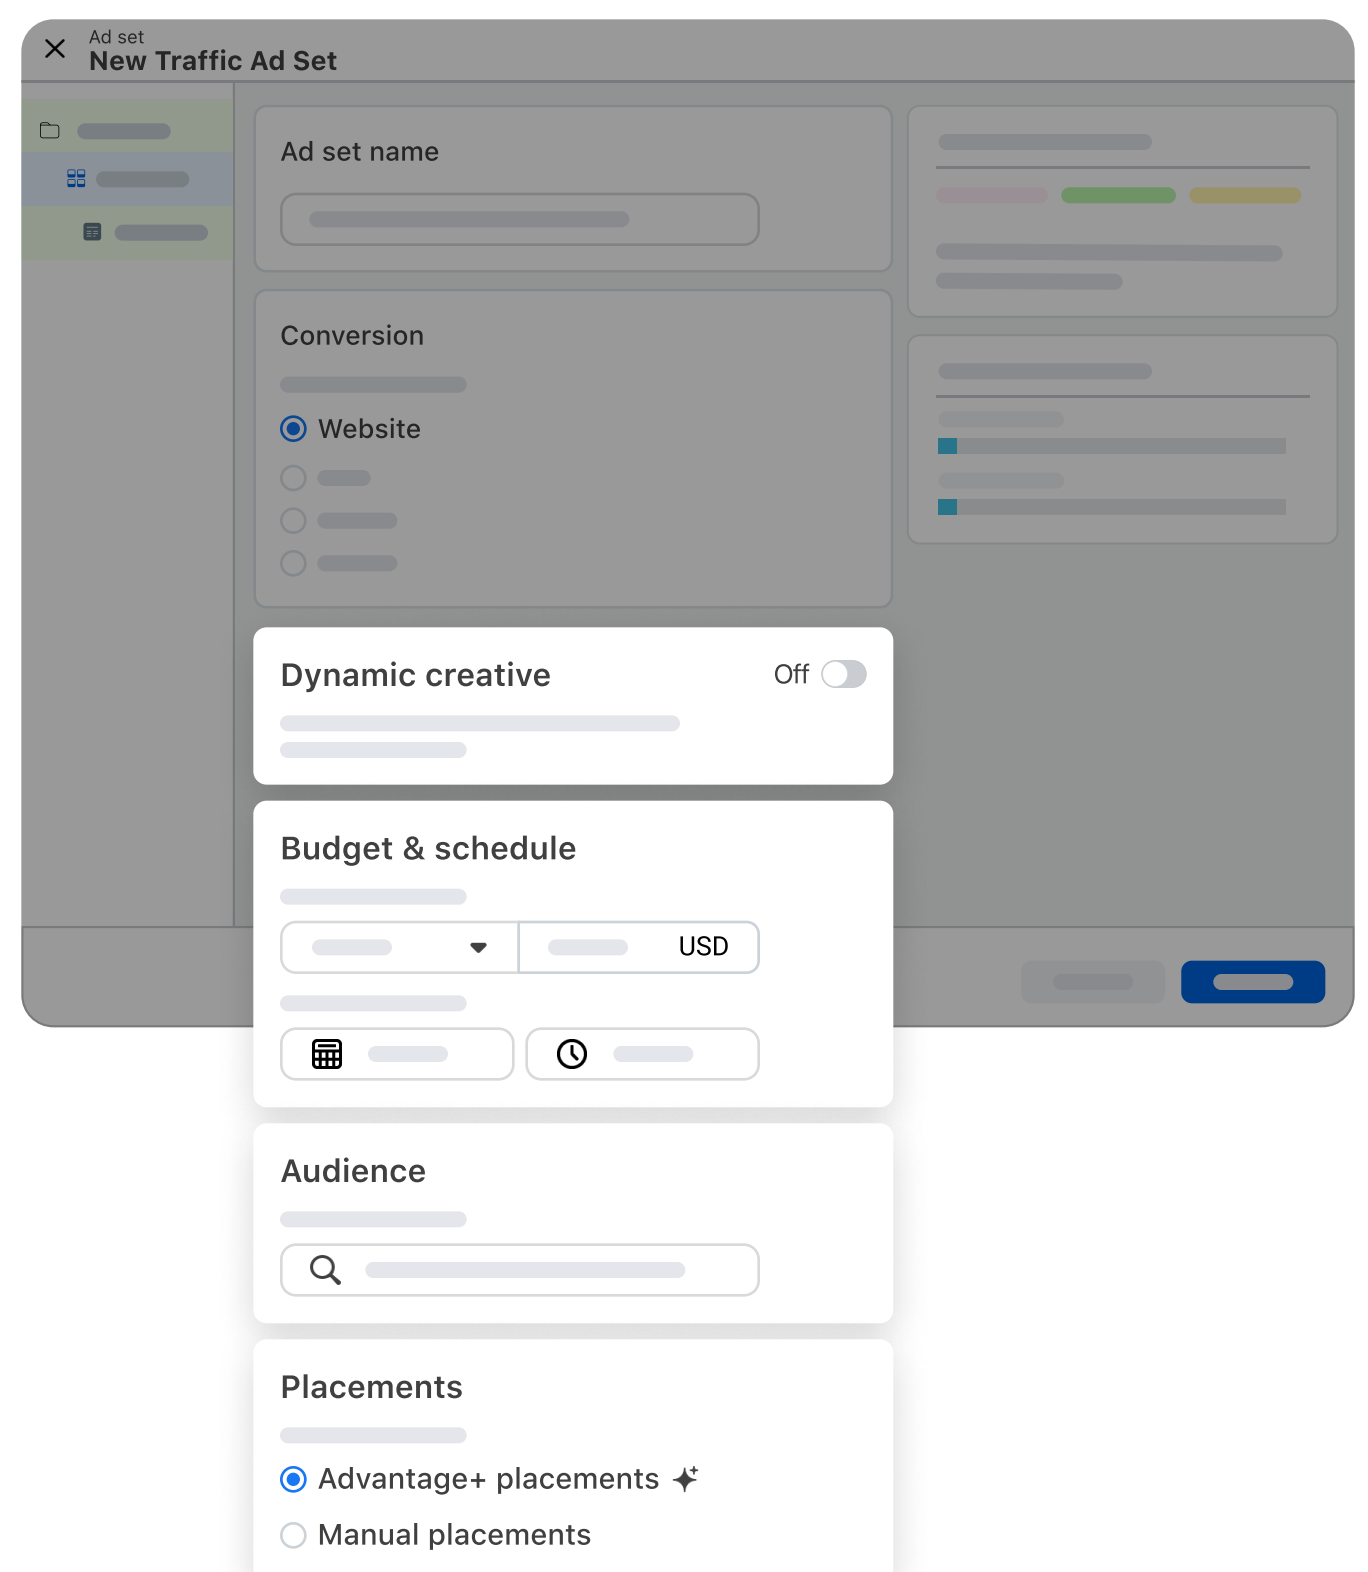 Ad set
New Traffic Ad Set
Ad set name
Conversion
Website
Dynamic creative
Off
Budget & schedule
USD
Audience
Placements
Advantage+ placements
Manual placements